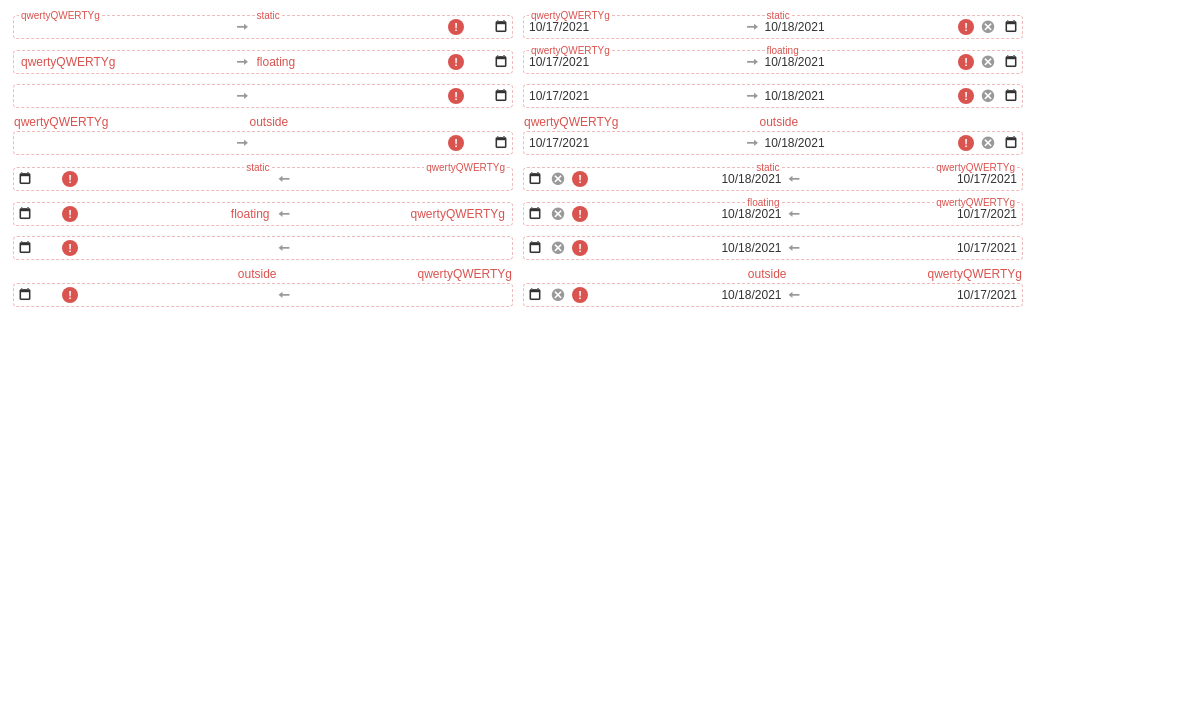 qwertyQWERTYg static qwertyQWERTYg static
10/17/2021 10/18/2021
qwertyQWERTYg floating
qwertyQWERTYg floating 10/17/2021 10/18/2021
10/17/2021 10/18/2021
qwertyQWERTYg outside qwertyQWERTYg outside
10/17/2021 10/18/2021
static qwertyQWERTYg static qwertyQWERTYg
10/18/2021 10/17/2021
floating qwertyQWERTYg
floating qwertyQWERTYg 10/18/2021 10/17/2021
10/18/2021 10/17/2021
outside qwertyQWERTYg outside qwertyQWERTYg
10/18/2021 10/17/2021